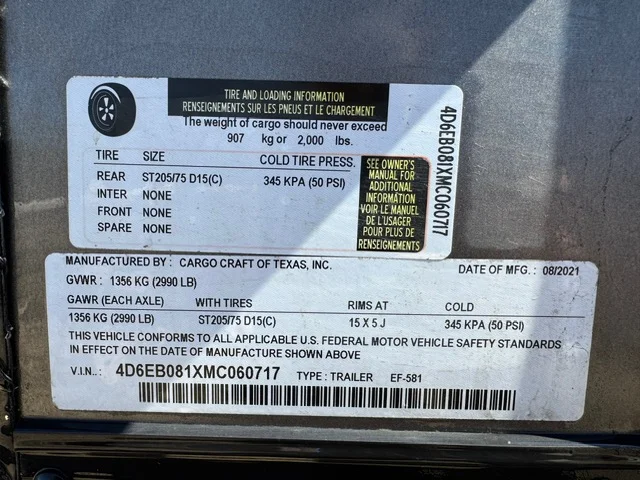 TIRE AND LOADING INFORMATION
RENSEIGNEMENTS SUR LES PNEUS ET LE CHARGEMENT
The weight of cargo should never exceed
907 kg or 2,000 lbs.
TIRE SIZE COLD TIRE PRESS.
REAR ST205/75 D15(C) 345 KPA (50 PSI)
INTER NONE
FRONT NONE
SPARE NONE
SEE OWNER'S
MANUAL FOR
ADDITIONAL
INFORMATION
VOIR LE MANUEL
DE L'USAGER
POUR PLUS DE
RENSEIGNEMENTS
4D6EB081XMC060717
MANUFACTURED BY: CARGO CRAFT OF TEXAS, INC. DATE OF MFG: 08/2021
GVWR: 1356 KG (2990 LB)
GAWR (EACH AXLE) WITH TIRES RIMS AT COLD
1356 KG (2990 LB) ST205/75 D15(C) 15 X 5 J 345 KPA (50 PSI)
THIS VEHICLE CONFORMS TO ALL APPLICABLE U.S. FEDERAL MOTOR VEHICLE SAFETY STANDARDS
IN EFFECT ON THE DATE OF MANUFACTURE SHOWN ABOVE
V.I.N..: 4D6EB081XMC060717 TYPE: TRAILER EF-581